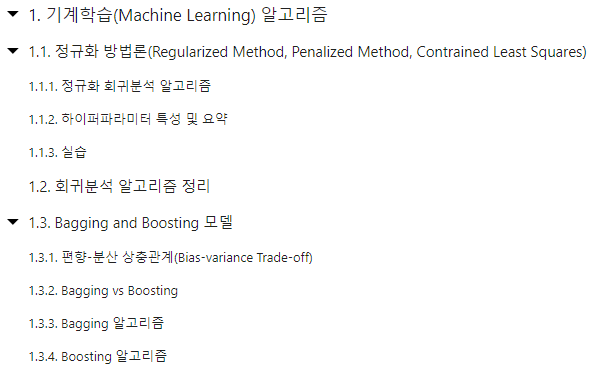 1. 기계학습(Machine Learning) 알고리즘
1.1. 정규화 방법론(Regularized Method, Penalized Method, Contrained Least Squares)
1.1.1. 정규화 회귀분석 알고리즘
1.1.2. 하이퍼파라미터 특성 및 요약
1.1.3. 실습
1.2. 회귀분석 알고리즘 정리
1.3. Bagging and Boosting 모델
1.3.1. 편향-분산 상충관계(Bias-variance Trade-off)
1.3.2. Bagging vs Boosting
1.3.3. Bagging 알고리즘
1.3.4. Boosting 알고리즘